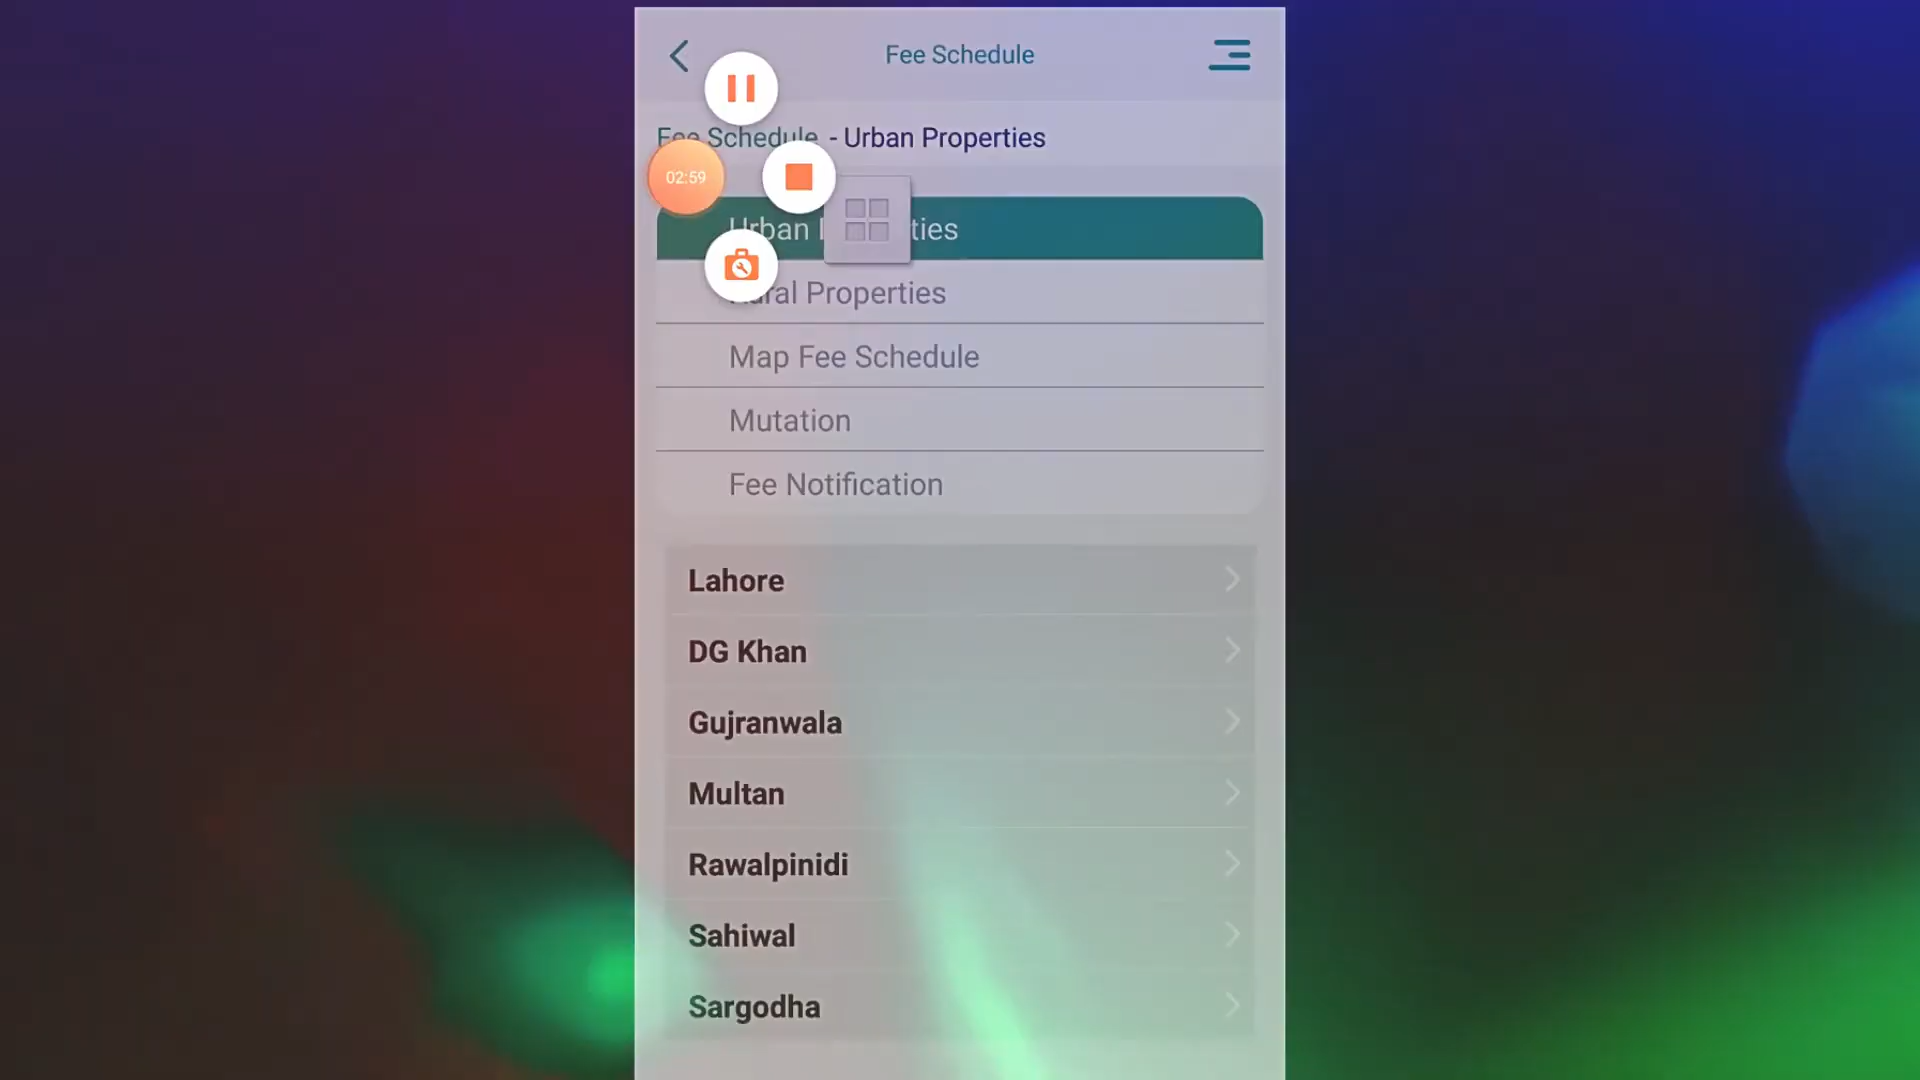 Fee Schedule
Fee Schedule - Urban Properties
02:59
Urban
ties
Rural Properties
Map Fee Schedule
Mutation
Fee Notification
Lahore
DG Khan
Gujranwala
Multan
Rawalpinidi
Sahiwal
Sargodha